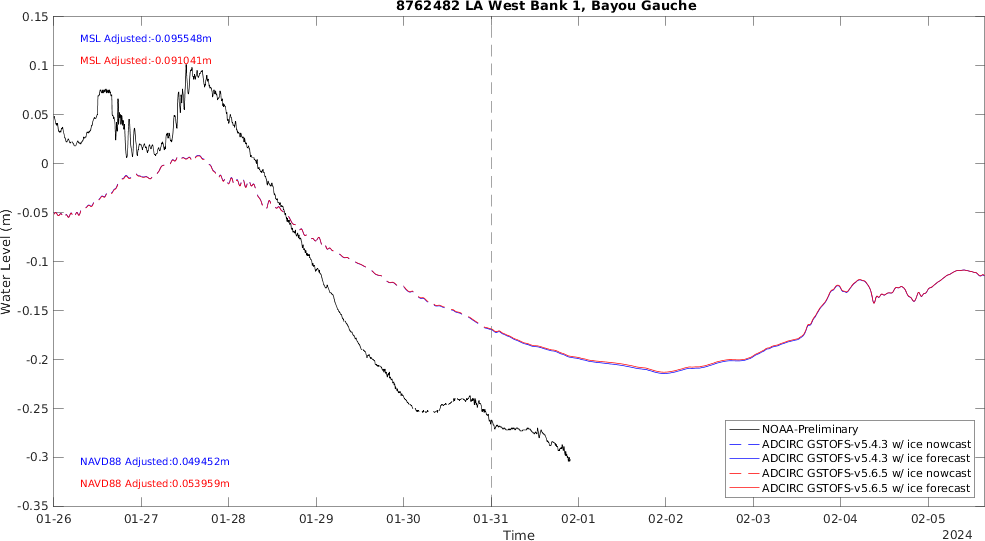 8762482 LA West Bank 1, Bayou Gauche
MSL Adjusted:-0.095548m
MSL Adjusted:-0.091041m
0.15
0.1
0.05
0
-0.05
-0.1
-0.15
-0.2
-0.25
-0.3
-0.35
Water Level (m)
NAVD88 Adjusted:0.049452m
NAVD88 Adjusted:0.053959m
NOAA-Preliminary
ADCIRC GSTOFS-v5.4.3 w/ ice nowcast
ADCIRC GSTOFS-v5.4.3 w/ ice forecast
ADCIRC GSTOFS-v5.6.5 w/ ice nowcast
ADCIRC GSTOFS-v5.6.5 w/ ice forecast
01-26 01-27 01-28 01-29 01-30 01-31 02-01 02-02 02-03 02-04 02-05
Time
2024